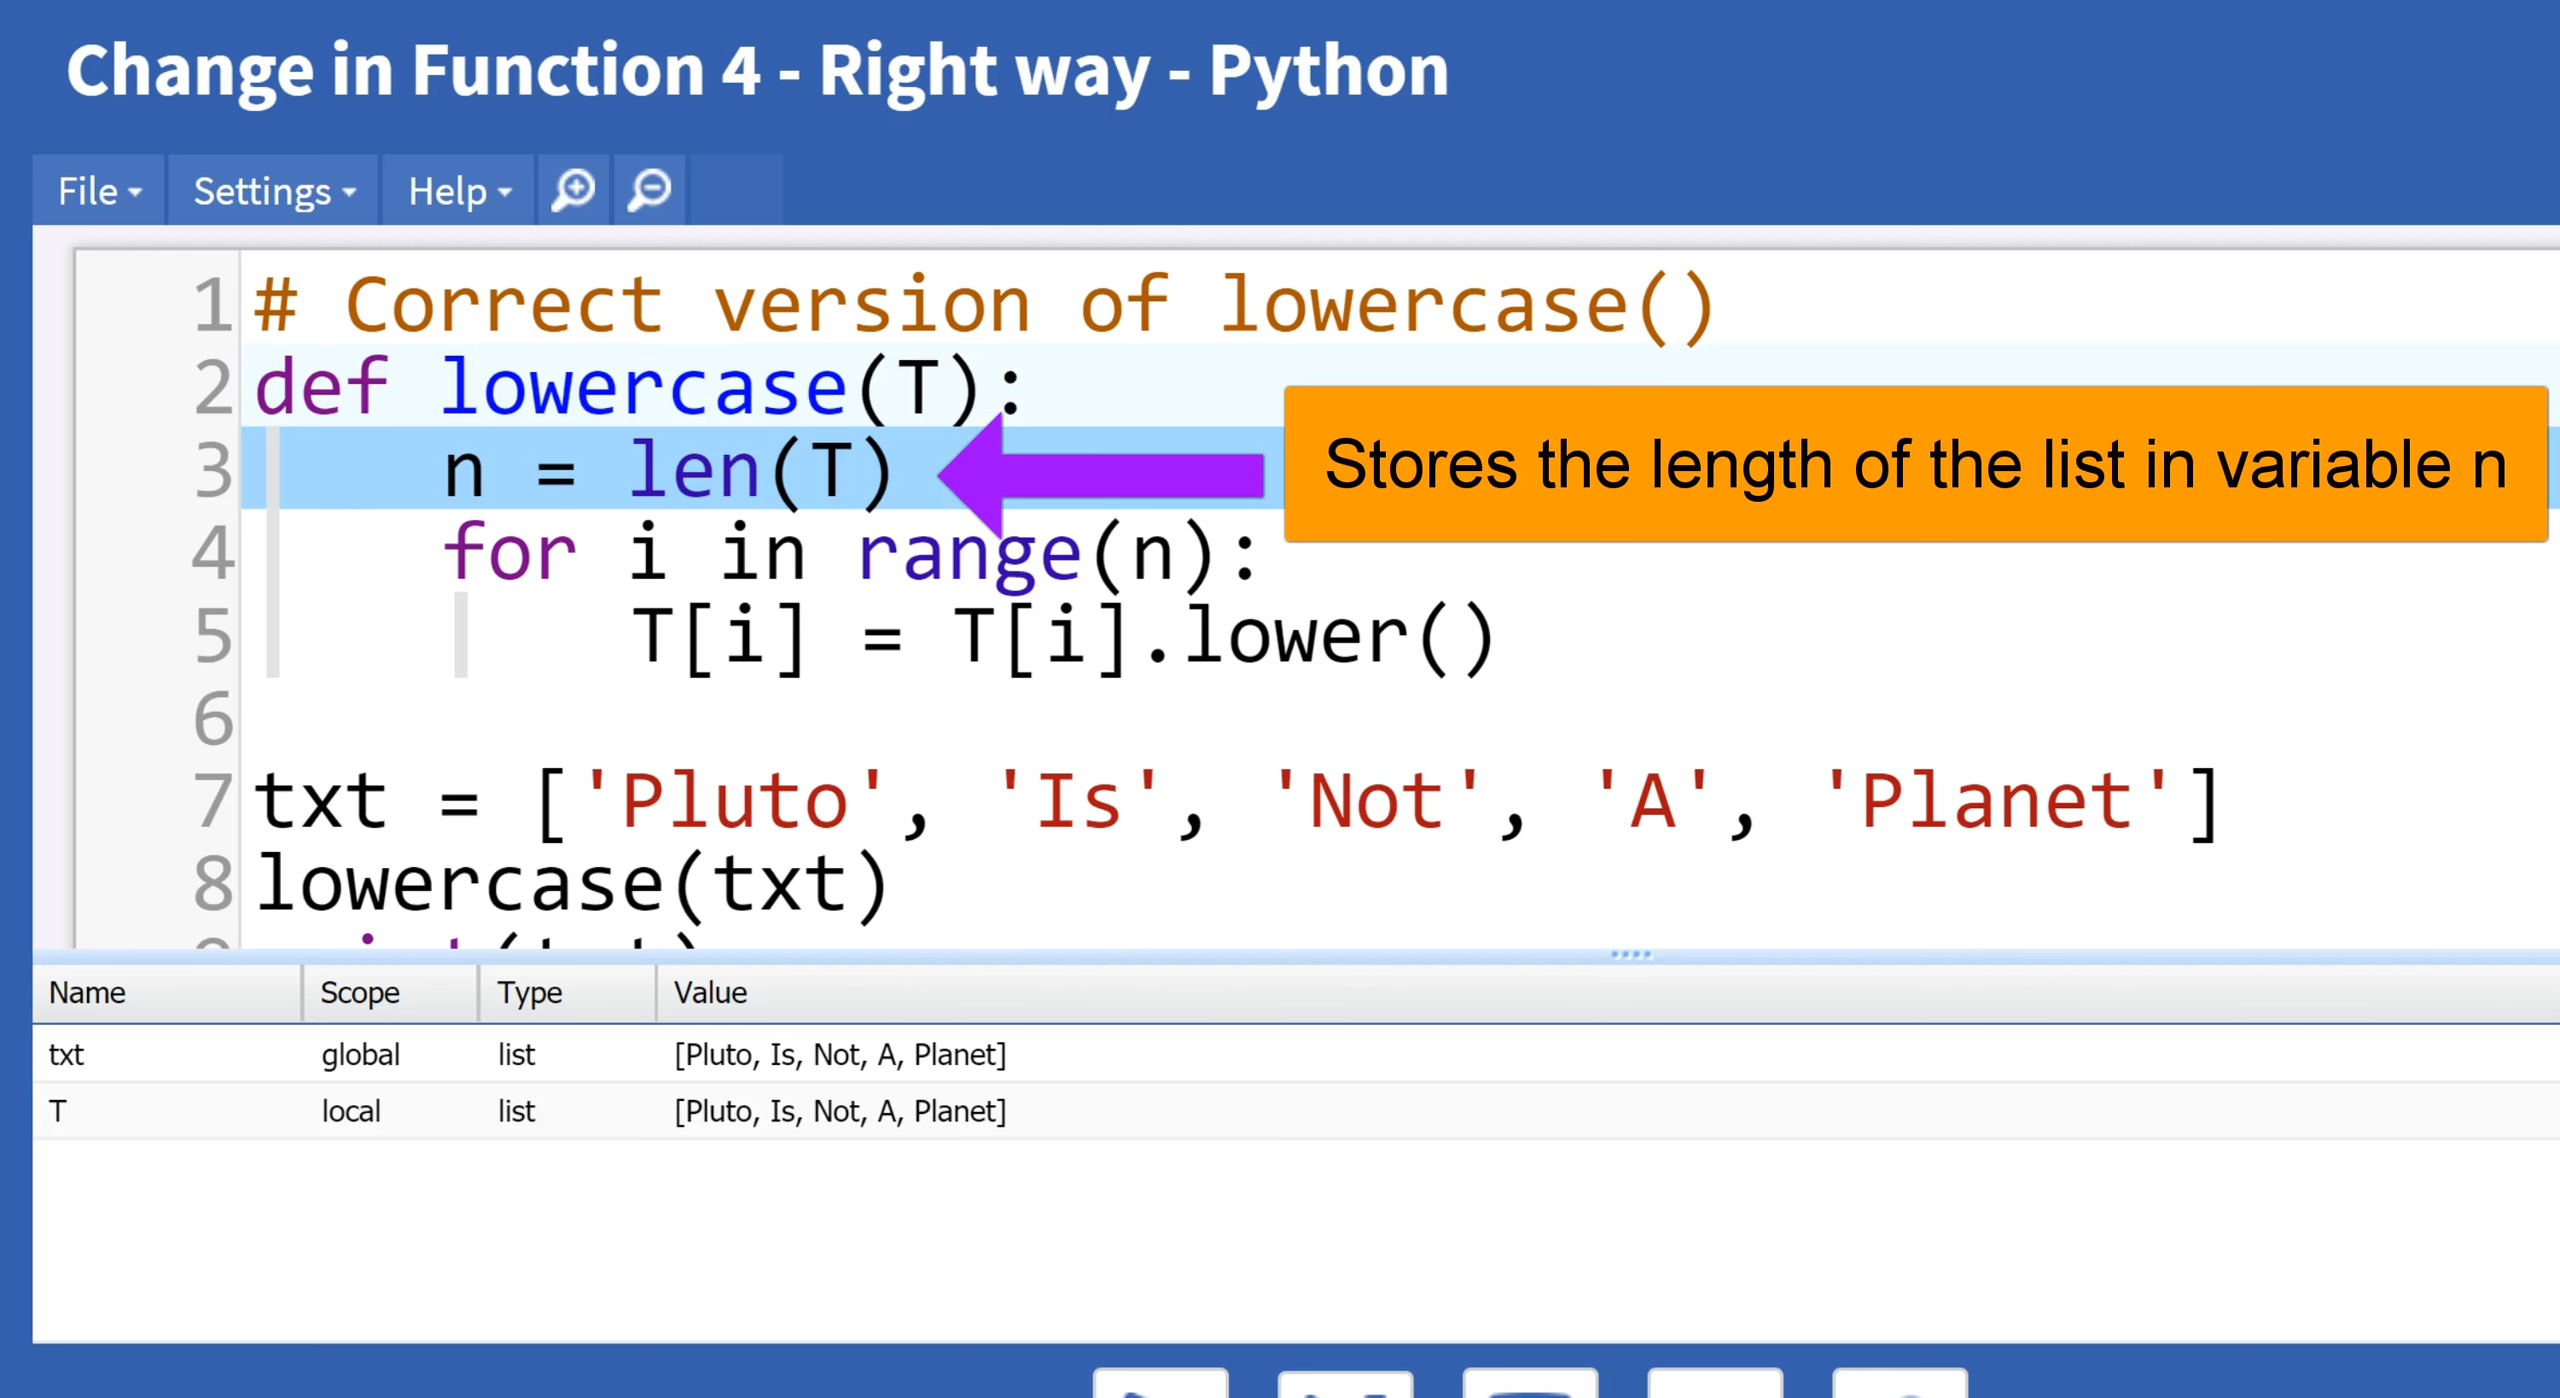 Change in Function 4 - Right way - Python
File Settings Help
1 # Correct version of lowercase()
2 def lowercase(T):
3     n = len(T)
Stores the length of the list in variable n
4     for i in range(n):
5         T[i] = T[i].lower()
6
7 txt = ['Pluto', 'Is', 'Not', 'A', 'Planet']
8 lowercase(txt)
Name Scope Type Value
txt global list [Pluto, Is, Not, A, Planet]
T local list [Pluto, Is, Not, A, Planet]